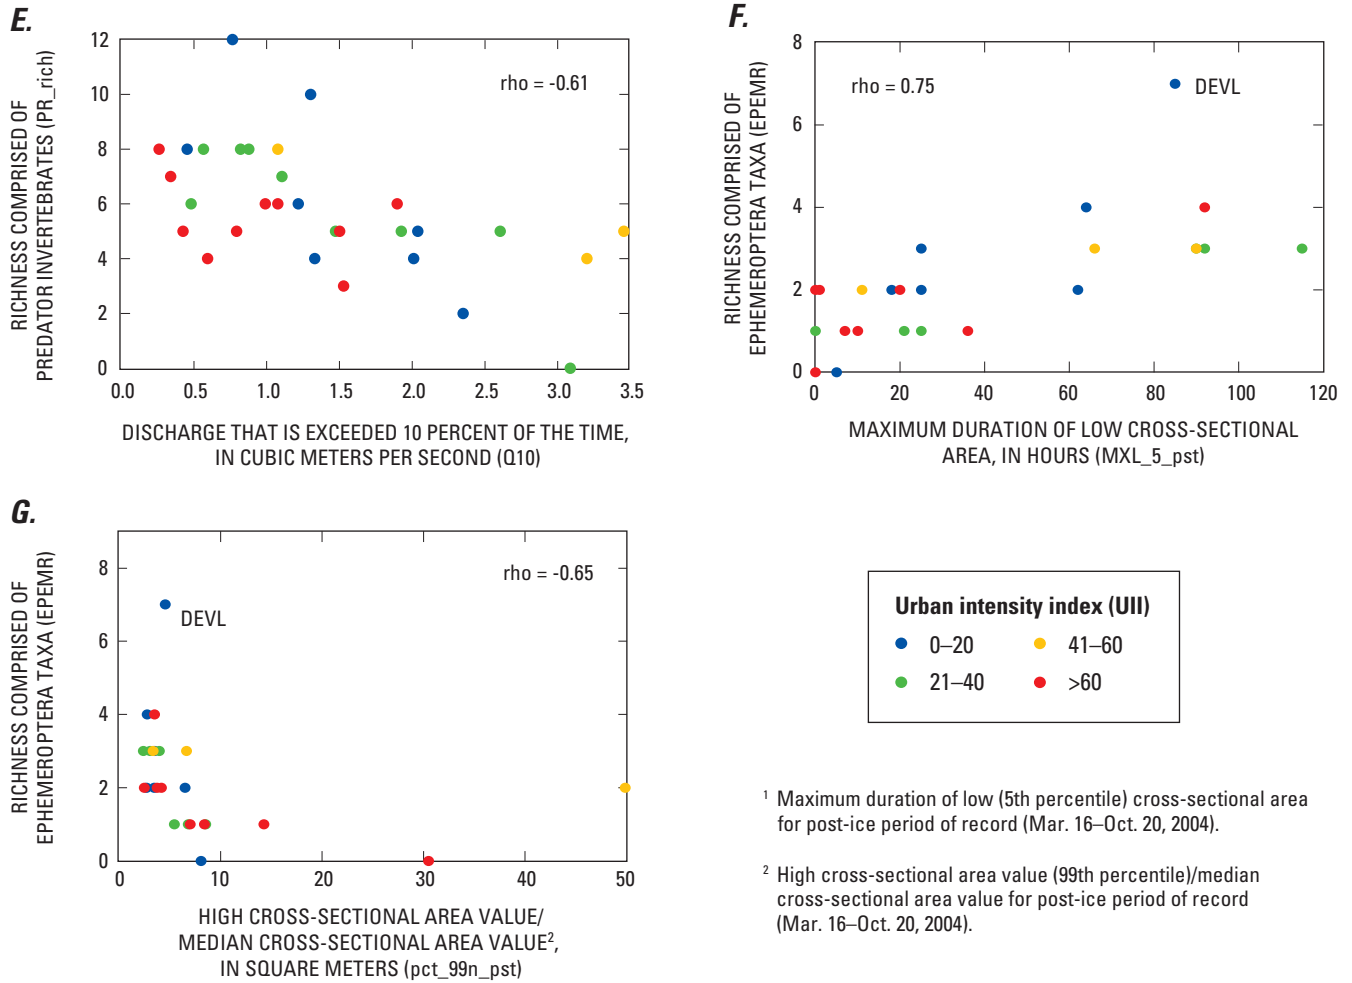 E.
RICHNESS COMPRISED OF
PREDATOR INVERTEBRATES (PR_rich)
12
10
8
6
4
2
0
rho = -0.61
0.0 0.5 1.0 1.5 2.0 2.5 3.0 3.5
DISCHARGE THAT IS EXCEEDED 10 PERCENT OF THE TIME,
IN CUBIC METERS PER SECOND (Q10)
F.
RICHNESS COMPRISED OF
EPHEMEROPTERA TAXA (EPEMR)
8
6
4
2
0
rho = 0.75
DEVL
0 20 40 60 80 100 120
MAXIMUM DURATION OF LOW CROSS-SECTIONAL
AREA, IN HOURS (MXL_5_pst)
G.
RICHNESS COMPRISED OF
EPHEMEROPTERA TAXA (EPEMR)
8
6
4
2
0
rho = -0.65
DEVL
0 10 20 30 40 50
HIGH CROSS-SECTIONAL AREA VALUE/
MEDIAN CROSS-SECTIONAL AREA VALUE²,
IN SQUARE METERS (pct_99n_pst)
Urban intensity index (UII)
0–20 41–60
21–40 >60
¹ Maximum duration of low (5th percentile) cross-sectional area
for post-ice period of record (Mar. 16–Oct. 20, 2004).
² High cross-sectional area value (99th percentile)/median
cross-sectional area value for post-ice period of record
(Mar. 16–Oct. 20, 2004).